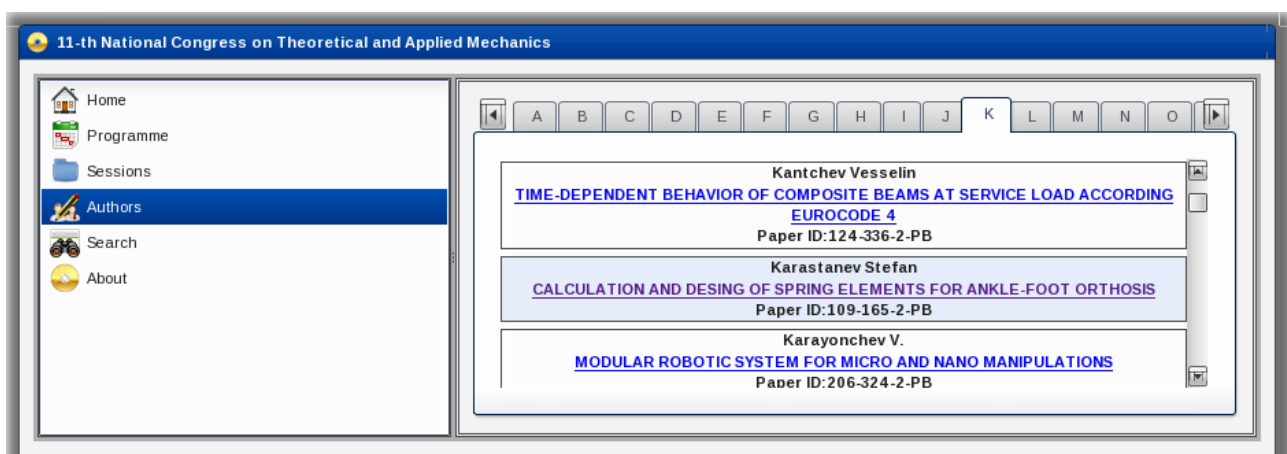 11-th National Congress on Theoretical and Applied Mechanics
Home
Programme
Sessions
Authors
Search
About
A B C D E F G H I J K L M N O
Kantchev Vesselin
TIME-DEPENDENT BEHAVIOR OF COMPOSITE BEAMS AT SERVICE LOAD ACCORDING
EUROCODE 4
Paper ID:124-336-2-PB
Karastanev Stefan
CALCULATION AND DESING OF SPRING ELEMENTS FOR ANKLE-FOOT ORTHOSIS
Paper ID:109-165-2-PB
Karayonchev V.
MODULAR ROBOTIC SYSTEM FOR MICRO AND NANO MANIPULATIONS
Paper ID:206-324-2-PB